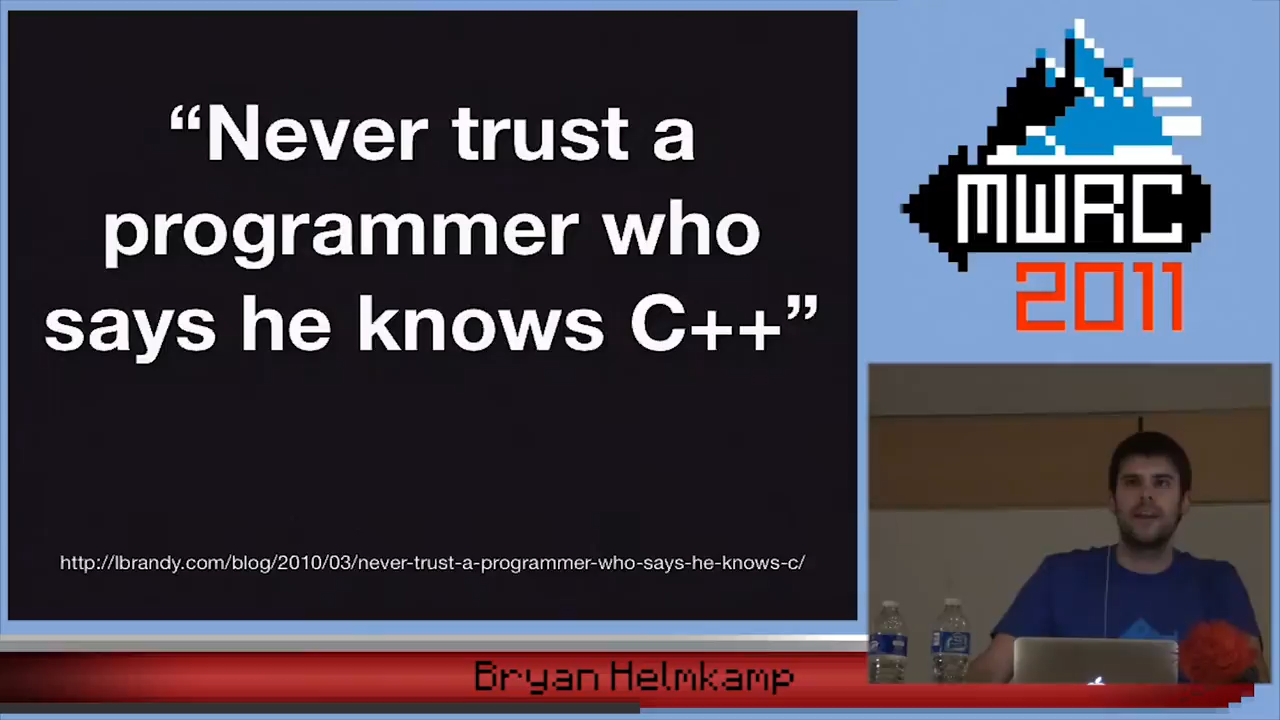 “Never trust a
programmer who
says he knows C++”
http://lbrandy.com/blog/2010/03/never-trust-a-programmer-who-says-he-knows-c/
MWRC
2011
Bryan Helmkamp